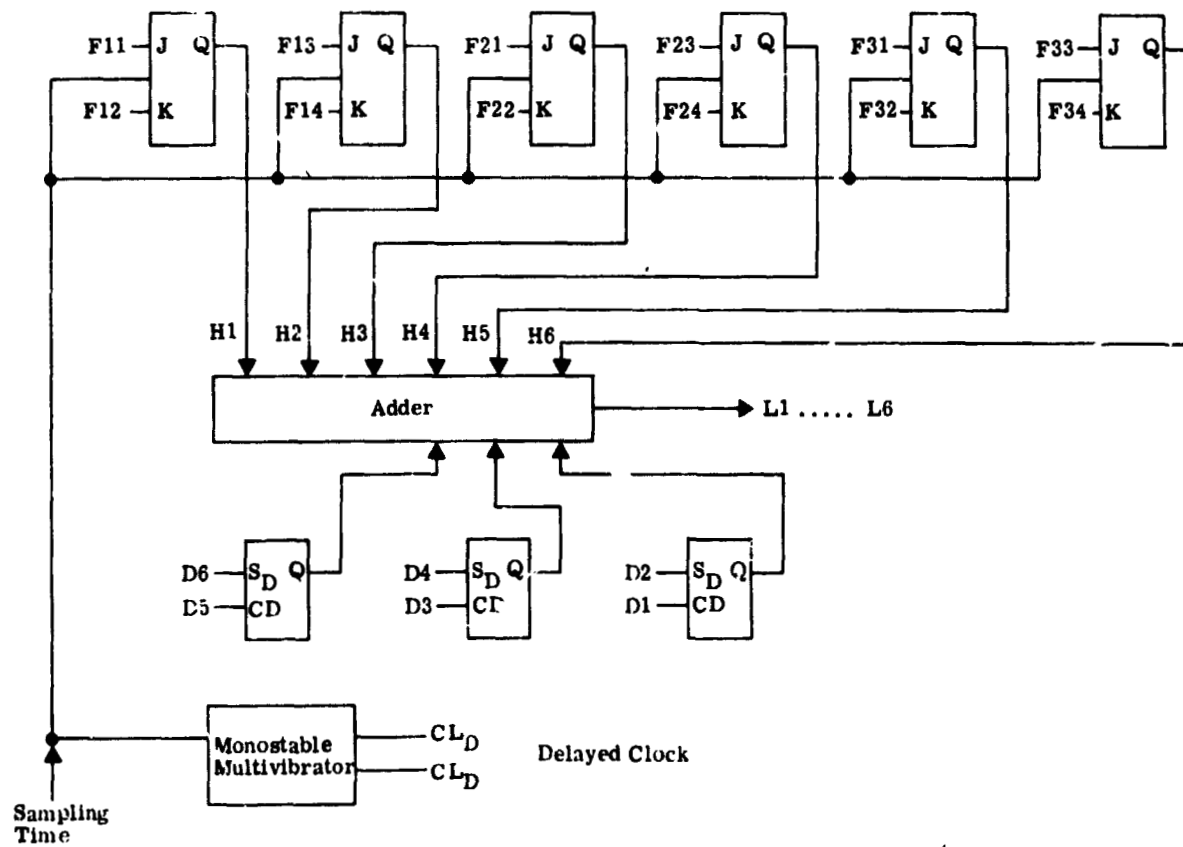 F11 J Q F13 J Q F21 J Q F23 J Q F31 J Q F33 J Q
F12 K F14 K F22 K F24 K F32 K F34 K
H1 H2 H3 H4 H5 H6
Adder
L1 ..... L6
D6 SD Q D4 SD Q D2 SD Q
D5 CD D3 CD D1 CD
Monostable
Multivibrator
CLD
CLD
Delayed Clock
Sampling
Time